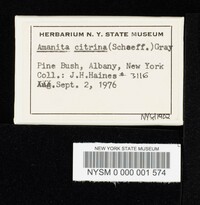 HERBARIUM N. Y. STATE MUSEUM
Amanita citrina (Schaeff.) Gray
Pine Bush, Albany, New York
Coll.: J.H.Haines # 3116
Aug. Sept. 2, 1976
NEW YORK STATE MUSEUM
NYSM 0 000 001 574